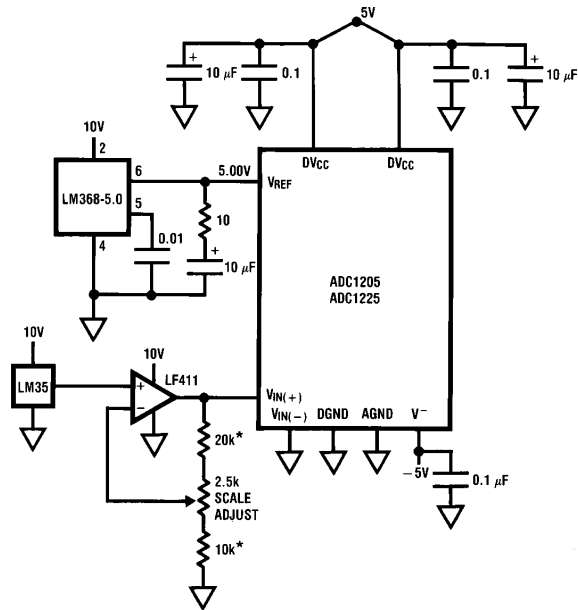 5V
+
10 µF
0.1
0.1
+
10 µF
10V
2
DVCC
DVCC
LM368-5.0
6
5.00V
VREF
5
10
4
0.01
+
10 µF
ADC1205
ADC1225
10V
10V
LF411
LM35
+
−
VIN(+)
VIN(−)
DGND
AGND
V−
20k*
−5V
0.1 µF
2.5k
SCALE
ADJUST
10k*